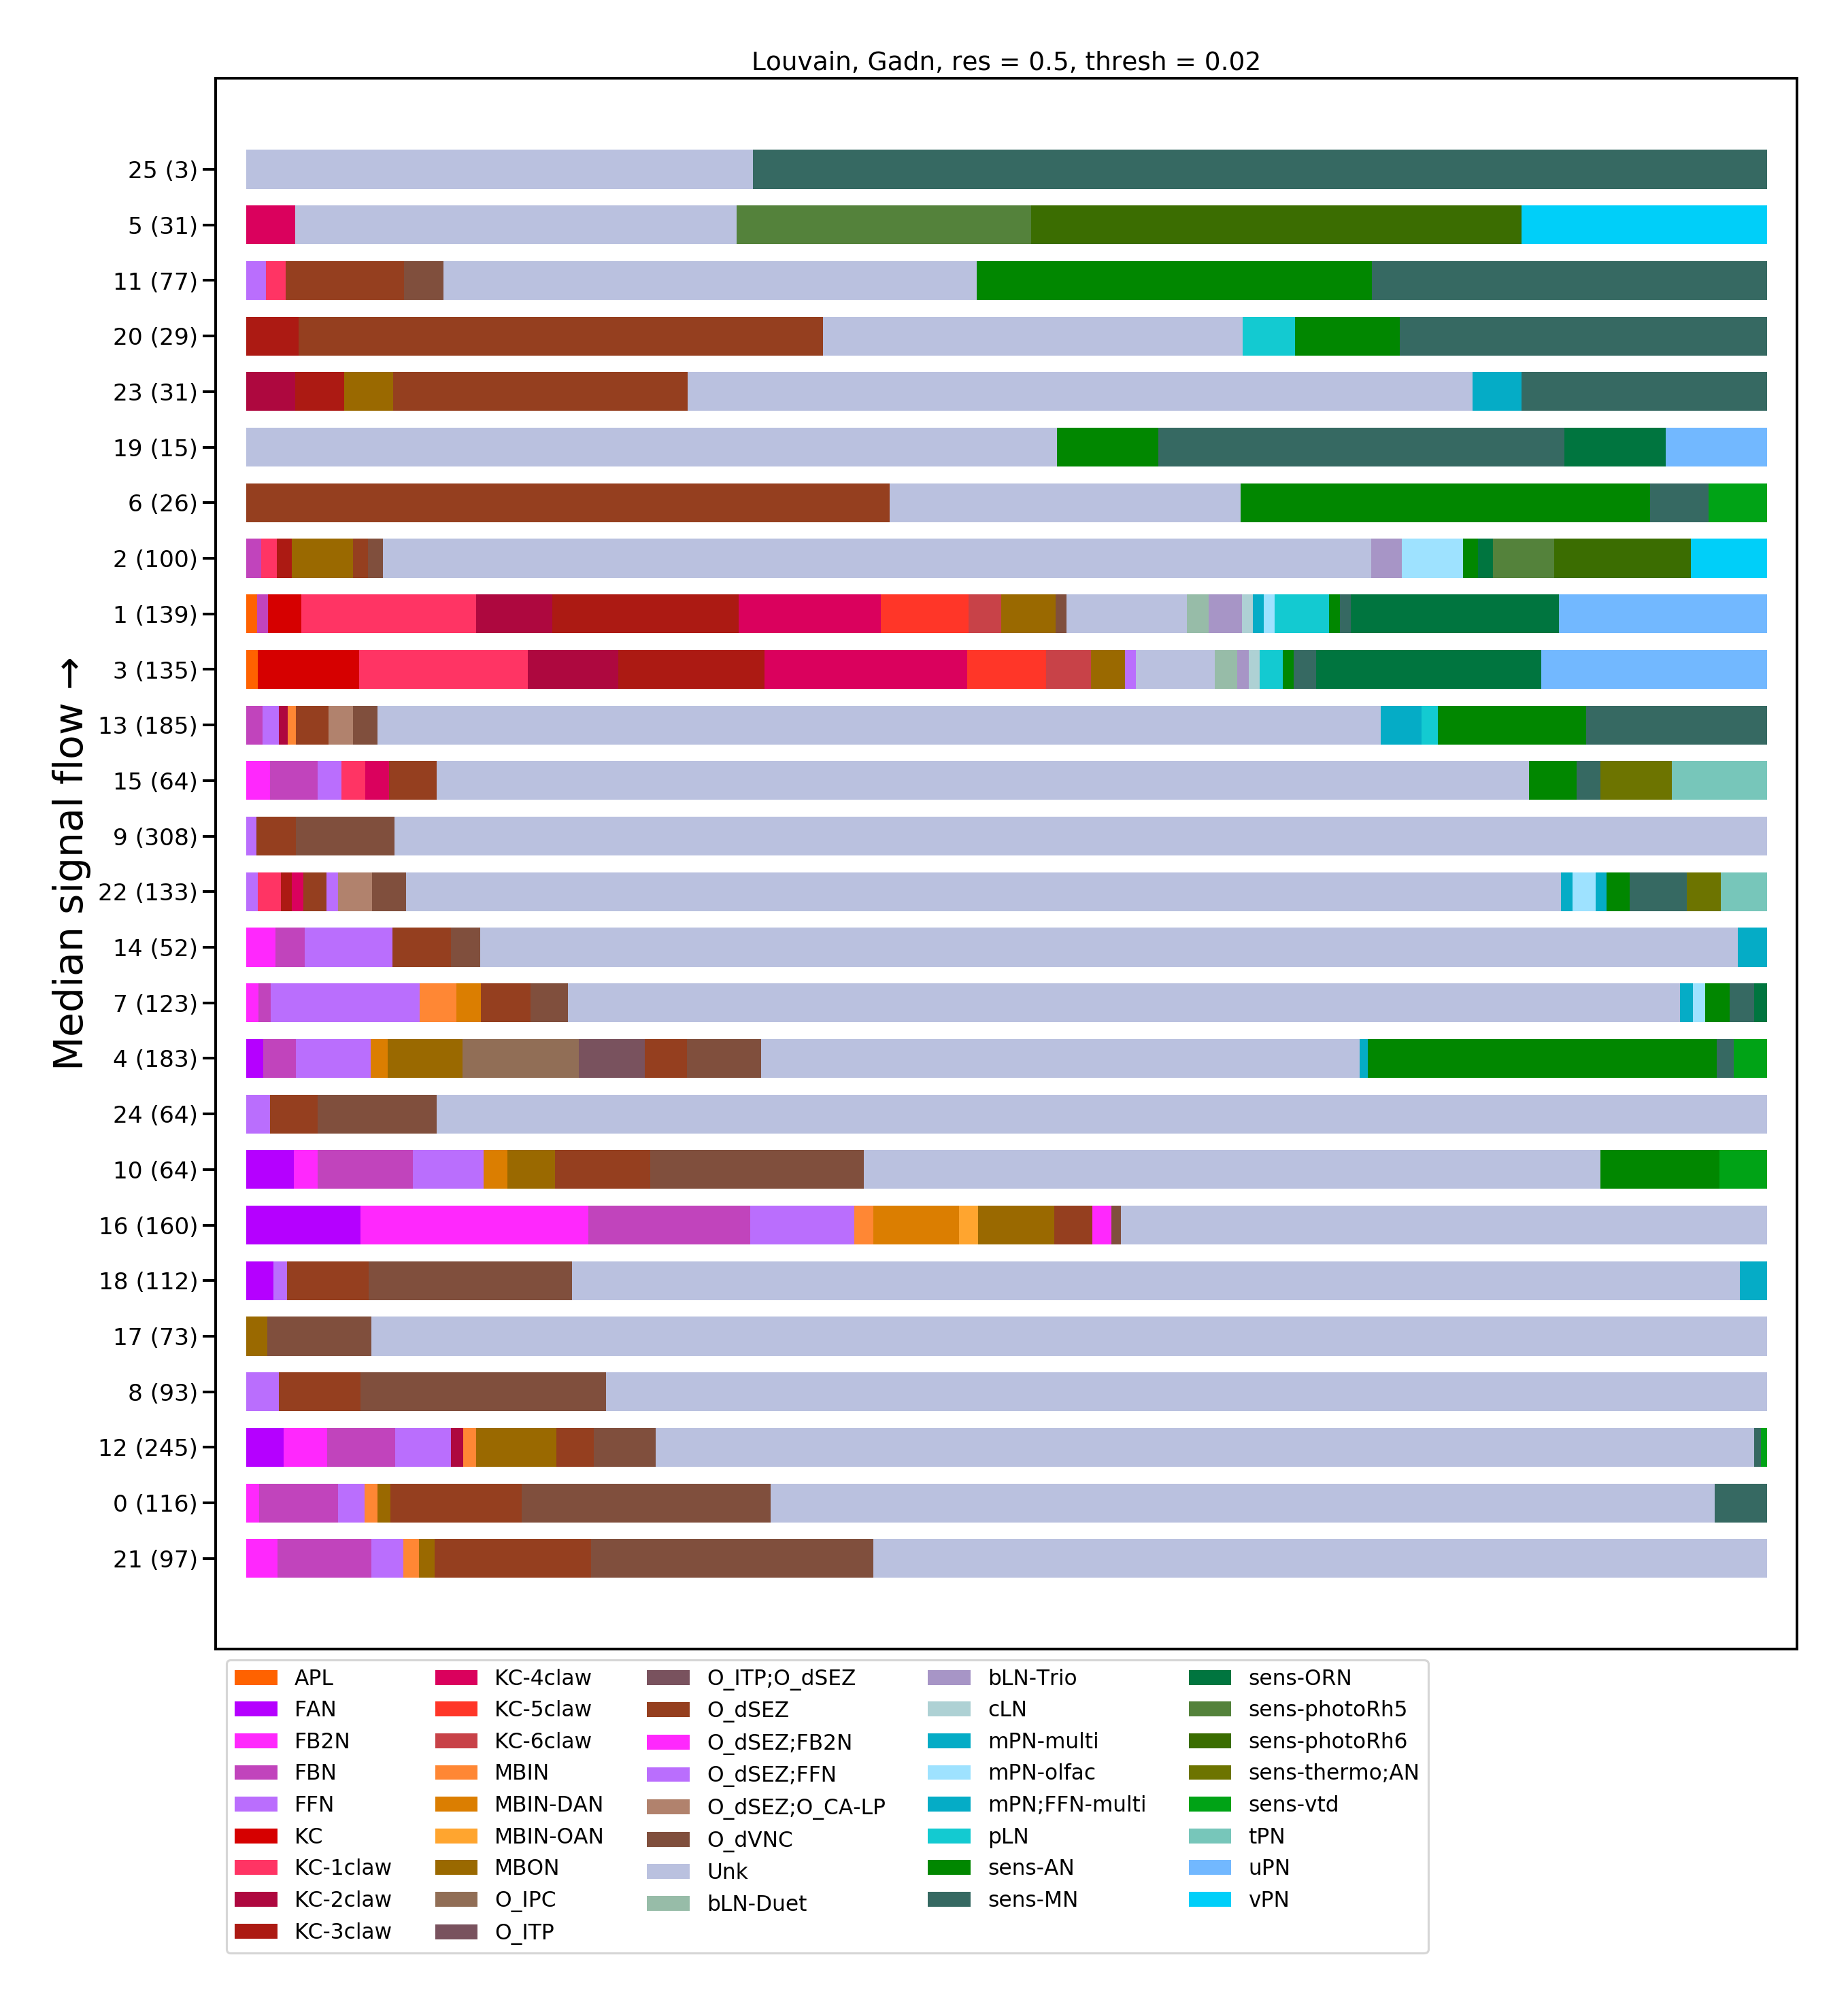 Louvain, Gadn, res = 0.5, thresh = 0.02
Median signal flow →
25 (3)
5 (31)
11 (77)
20 (29)
23 (31)
19 (15)
6 (26)
2 (100)
1 (139)
3 (135)
13 (185)
15 (64)
9 (308)
22 (133)
14 (52)
7 (123)
4 (183)
24 (64)
10 (64)
16 (160)
18 (112)
17 (73)
8 (93)
12 (245)
0 (116)
21 (97)
APL
FAN
FB2N
FBN
FFN
KC
KC-1claw
KC-2claw
KC-3claw
KC-4claw
KC-5claw
KC-6claw
MBIN
MBIN-DAN
MBIN-OAN
MBON
O_IPC
O_ITP
O_ITP;O_dSEZ
O_dSEZ
O_dSEZ;FB2N
O_dSEZ;FFN
O_dSEZ;O_CA-LP
O_dVNC
Unk
bLN-Duet
bLN-Trio
cLN
mPN-multi
mPN-olfac
mPN;FFN-multi
pLN
sens-AN
sens-MN
sens-ORN
sens-photoRh5
sens-photoRh6
sens-thermo;AN
sens-vtd
tPN
uPN
vPN